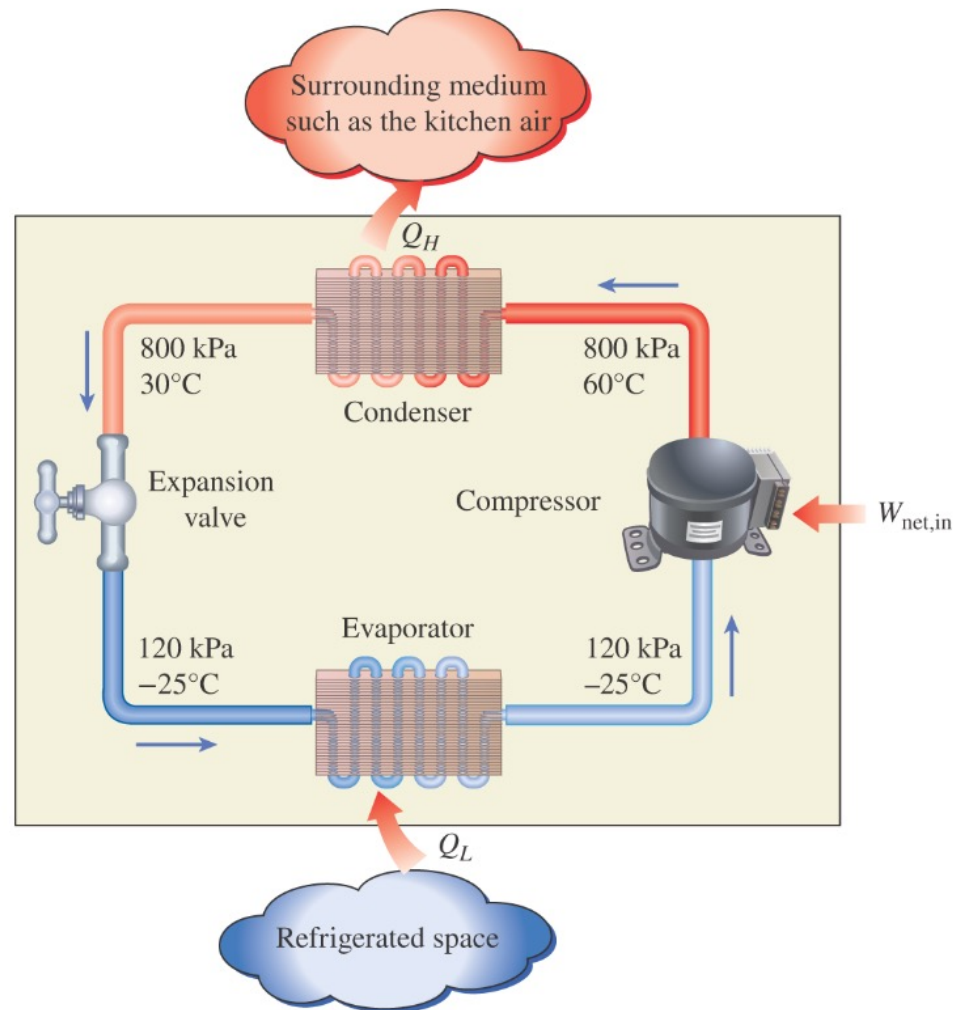 Surrounding medium
such as the kitchen air
Q_H
800 kPa
30°C
800 kPa
60°C
Condenser
Expansion
valve
Compressor
W_net,in
Evaporator
120 kPa
–25°C
120 kPa
–25°C
Q_L
Refrigerated space